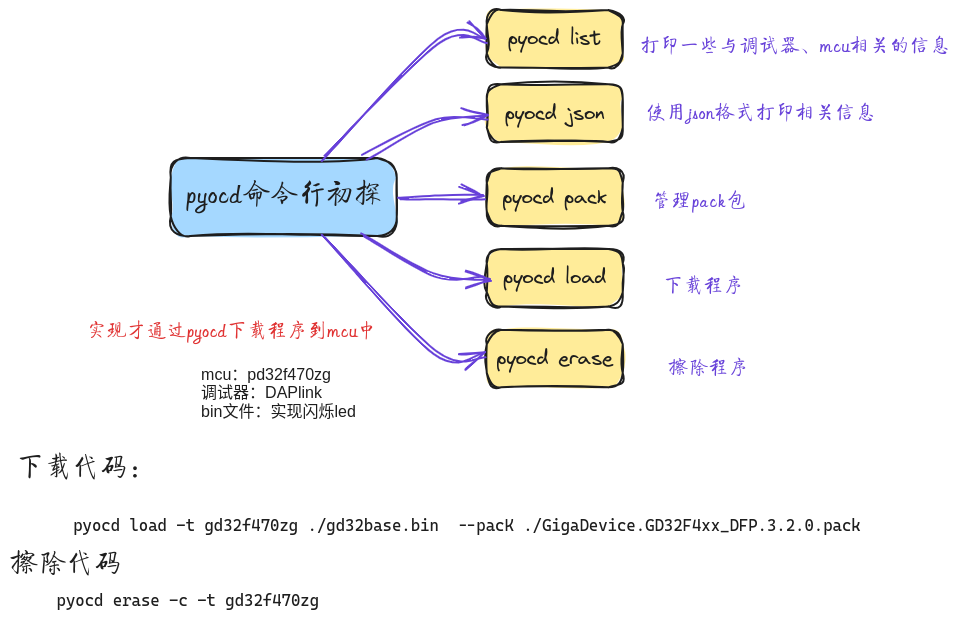 pyocd list
打印一些与调试器、mcu相关的信息
pyocd json
使用json格式打印相关信息
pyocd命令行初探
pyocd pack
管理pack包
pyocd load
下载程序
实现才通过pyocd下载程序到mcu中
pyocd erase
擦除程序
mcu：pd32f470zg
调试器：DAPlink
bin文件：实现闪烁led
下载代码：
pyocd load -t gd32f470zg ./gd32base.bin --pacK ./GigaDevice.GD32F4xx_DFP.3.2.0.pack
擦除代码
pyocd erase -c -t gd32f470zg